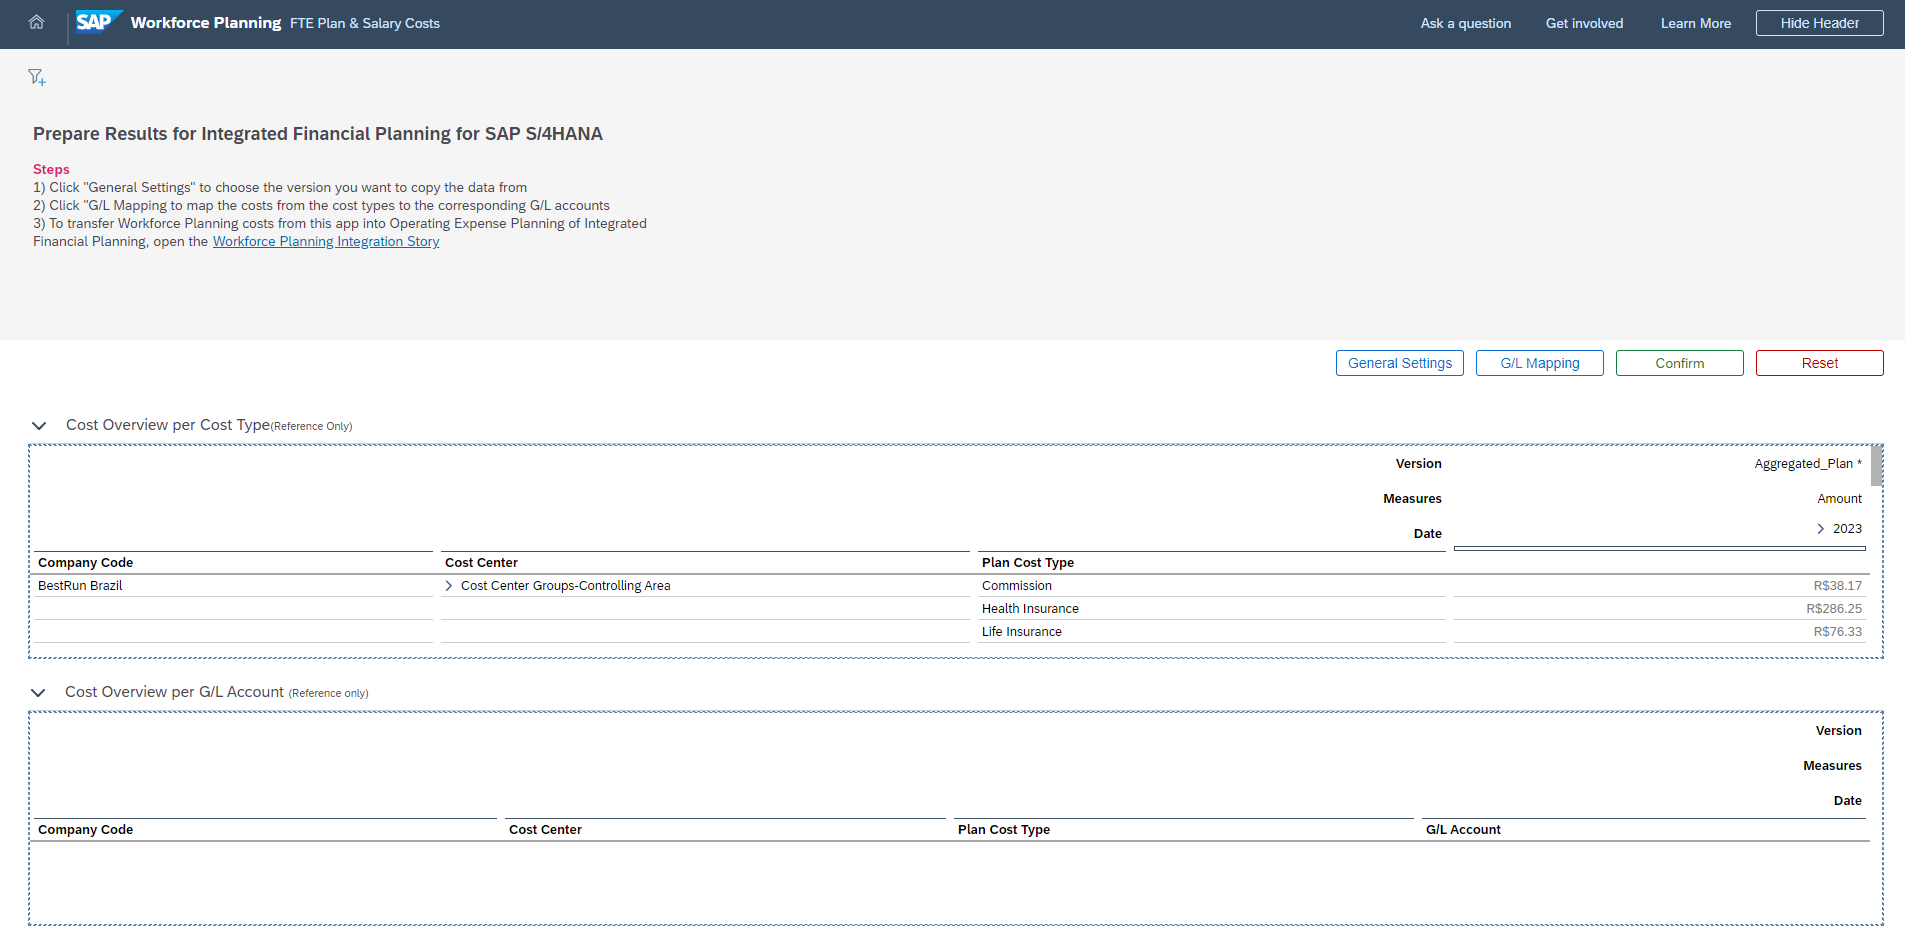 SAP Workforce Planning FTE Plan & Salary Costs Ask a question Get involved Learn More Hide Header
Prepare Results for Integrated Financial Planning for SAP S/4HANA
Steps
1) Click "General Settings" to choose the version you want to copy the data from
2) Click "G/L Mapping to map the costs from the cost types to the corresponding G/L accounts
3) To transfer Workforce Planning costs from this app into Operating Expense Planning of Integrated
Financial Planning, open the Workforce Planning Integration Story
General Settings G/L Mapping Confirm Reset
Cost Overview per Cost Type(Reference Only)
Version Aggregated_Plan *
Measures Amount
Date 2023
Company Code Cost Center Plan Cost Type
BestRun Brazil Cost Center Groups-Controlling Area Commission R$38.17
Health Insurance R$286.25
Life Insurance R$76.33
Cost Overview per G/L Account (Reference only)
Version
Measures
Date
Company Code Cost Center Plan Cost Type G/L Account